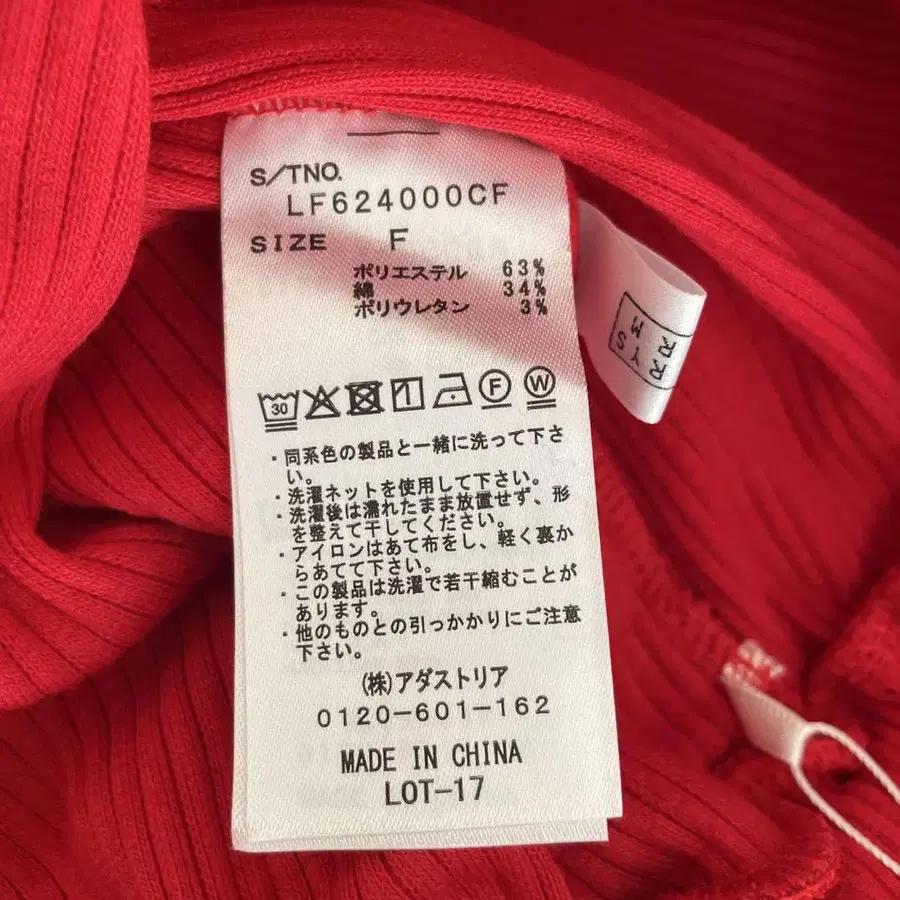 S/TNO.
LF624000CF
SIZE F
ポリエステル 63%
綿 34%
ポリウレタン 3%
30 F W
・同系色の製品と一緒に洗って下さ
い。
・洗濯ネットを使用して下さい。
・洗濯後は濡れたまま放置せず、形
を整えて干してください。
・アイロンはあて布をし、軽く裏か
らあてて下さい。
・この製品は洗濯で若干縮むことが
あります。
・他のものとの引っかかりにご注意
下さい。
(株)アダストリア
0120-601-162
MADE IN CHINA
LOT-17